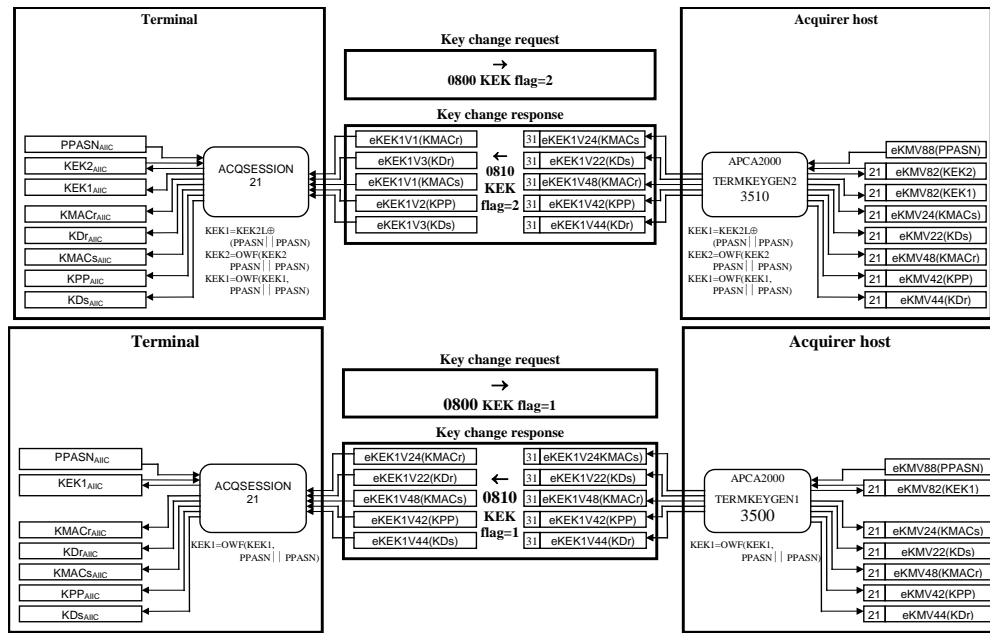 Terminal
Acquirer host
Key change request
→
0800 KEK flag=2
Key change response
PPASNAIIC
KEK2AIIC
KEK1AIIC
KMACrAIIC
KDrAIIC
KMACsAIIC
KPPAIIC
KDsAIIC
ACQSESSION
21
KEK1=KEK2L⊕
(PPASN||PPASN)
KEK2=OWF(KEK2
PPASN||PPASN)
KEK1=OWF(KEK1,
PPASN||PPASN)
eKEK1V1(KMACr)
eKEK1V3(KDr)
eKEK1V1(KMACs)
eKEK1V2(KPP)
eKEK1V3(KDs)
←
0810
KEK
flag=2
31 eKEK1V24(KMACs
31 eKEK1V22(KDs)
31 eKEK1V48(KMACr)
31 eKEK1V42(KPP)
31 eKEK1V44(KDr)
APCA2000
TERMKEYGEN2
3510
KEK1=KEK2L⊕
(PPASN||PPASN)
KEK2=OWF(KEK2
PPASN||PPASN)
KEK1=OWF(KEK1,
PPASN||PPASN)
eKMV88(PPASN)
21 eKMV82(KEK2)
21 eKMV82(KEK1)
21 eKMV24(KMACs)
21 eKMV22(KDs)
21 eKMV48(KMACr)
21 eKMV42(KPP)
21 eKMV44(KDr)
Terminal
Acquirer host
Key change request
→
0800 KEK flag=1
Key change response
PPASNAIIC
KEK1AIIC
KMACrAIIC
KDrAIIC
KMACsAIIC
KPPAIIC
KDsAIIC
ACQSESSION
21
KEK1=OWF(KEK1,
PPASN||PPASN)
eKEK1V24(KMACr)
eKEK1V22(KDr)
eKEK1V48(KMACs)
eKEK1V42(KPP)
eKEK1V44(KDs)
←
0810
KEK
flag=1
31 eKEK1V24KMACs)
31 eKEK1V22(KDs)
31 eKEK1V48(KMACr)
31 eKEK1V42(KPP)
31 eKEK1V44(KDr)
APCA2000
TERMKEYGEN1
3500
KEK1=OWF(KEK1,
PPASN||PPASN)
eKMV88(PPASN)
21 eKMV82(KEK1)
21 eKMV24(KMACs)
21 eKMV22(KDs)
21 eKMV48(KMACr)
21 eKMV42(KPP)
21 eKMV44(KDr)